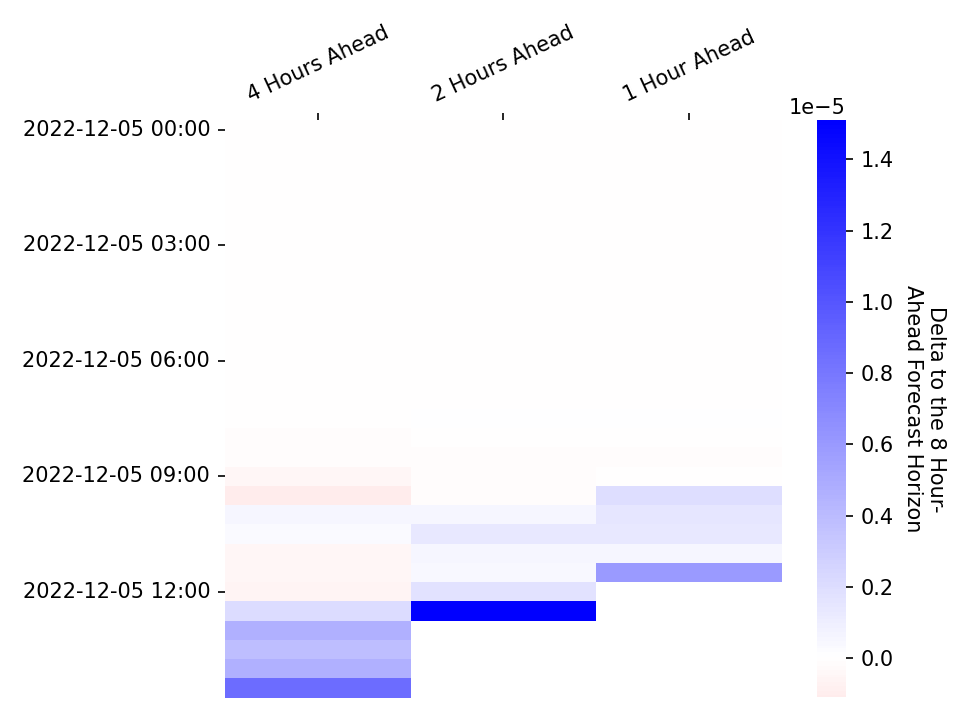 4 Hours Ahead
2 Hours Ahead
1 Hour Ahead
1e−5
2022-12-05 00:00
2022-12-05 03:00
2022-12-05 06:00
2022-12-05 09:00
2022-12-05 12:00
1.4
1.2
1.0
0.8
0.6
0.4
0.2
0.0
Delta to the 8 Hour-
Ahead Forecast Horizon